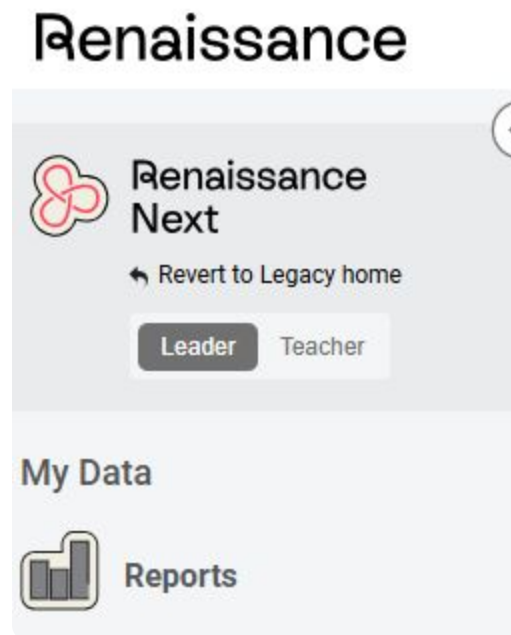 Renaissance
Renaissance
Next
Revert to Legacy home
Leader
Teacher
My Data
Reports